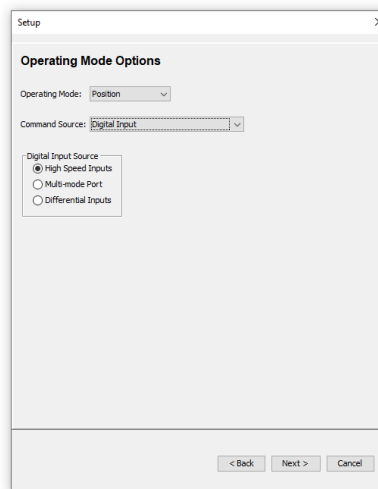 Setup
Operating Mode Options
Operating Mode: Position
Command Source: Digital Input
Digital Input Source
High Speed Inputs
Multi-mode Port
Differential Inputs
< Back Next > Cancel